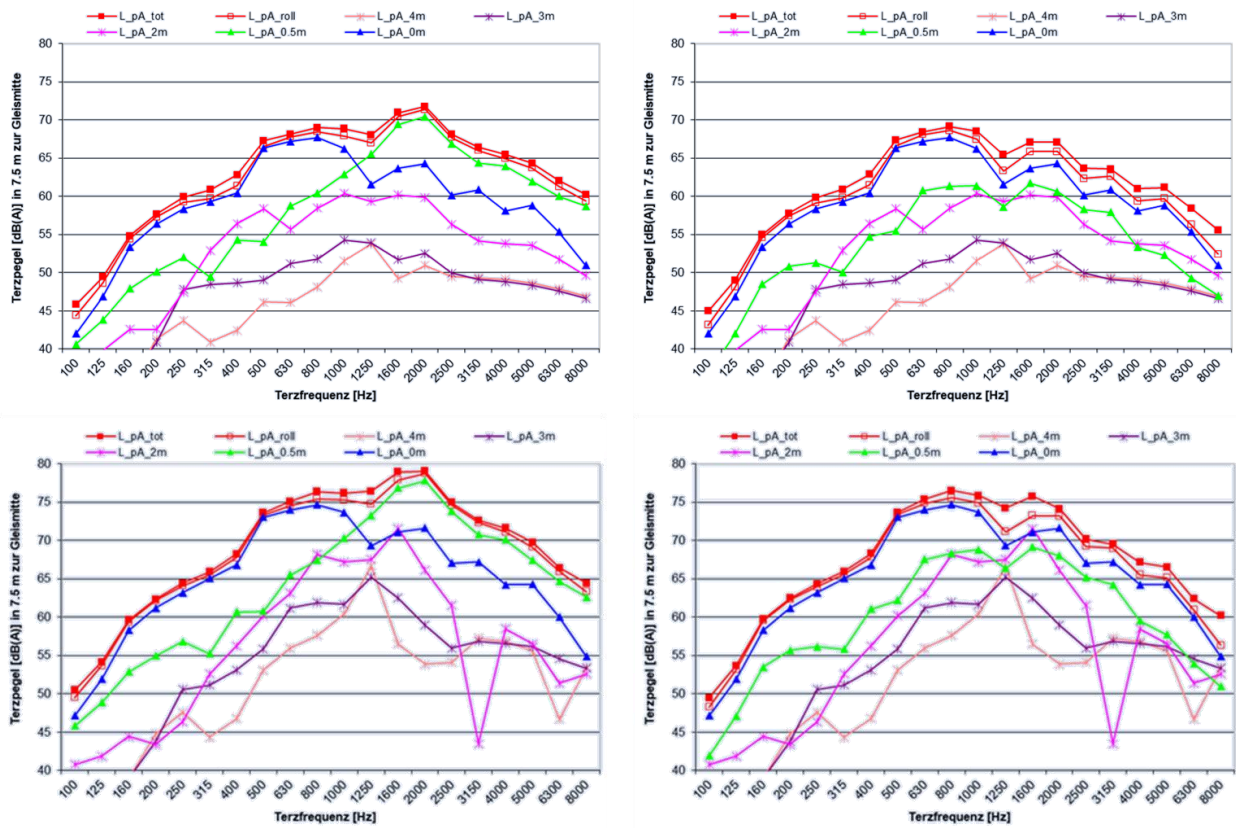 L_pA_tot L_pA_roll L_pA_4m L_pA_3m
L_pA_2m L_pA_0.5m L_pA_0m
Terzpegel [dB(A)] in 7.5 m zur Gleismitte
80
75
70
65
60
55
50
45
40
100 125 160 200 250 315 400 500 630 800 1000 1250 1600 2000 2500 3150 4000 5000 6300 8000
Terzfrequenz [Hz]
L_pA_tot L_pA_roll L_pA_4m L_pA_3m
L_pA_2m L_pA_0.5m L_pA_0m
Terzpegel [dB(A)] in 7.5 m zur Gleismitte
80
75
70
65
60
55
50
45
40
100 125 160 200 250 315 400 500 630 800 1000 1250 1600 2000 2500 3150 4000 5000 6300 8000
Terzfrequenz [Hz]
L_pA_tot L_pA_roll L_pA_4m L_pA_3m
L_pA_2m L_pA_0.5m L_pA_0m
Terzpegel [dB(A)] in 7.5 m zur Gleismitte
80
75
70
65
60
55
50
45
40
100 125 160 200 250 315 400 500 630 800 1000 1250 1600 2000 2500 3150 4000 5000 6300 8000
Terzfrequenz [Hz]
L_pA_tot L_pA_roll L_pA_4m L_pA_3m
L_pA_2m L_pA_0.5m L_pA_0m
Terzpegel [dB(A)] in 7.5 m zur Gleismitte
80
75
70
65
60
55
50
45
40
100 125 160 200 250 315 400 500 630 800 1000 1250 1600 2000 2500 3150 4000 5000 6300 8000
Terzfrequenz [Hz]